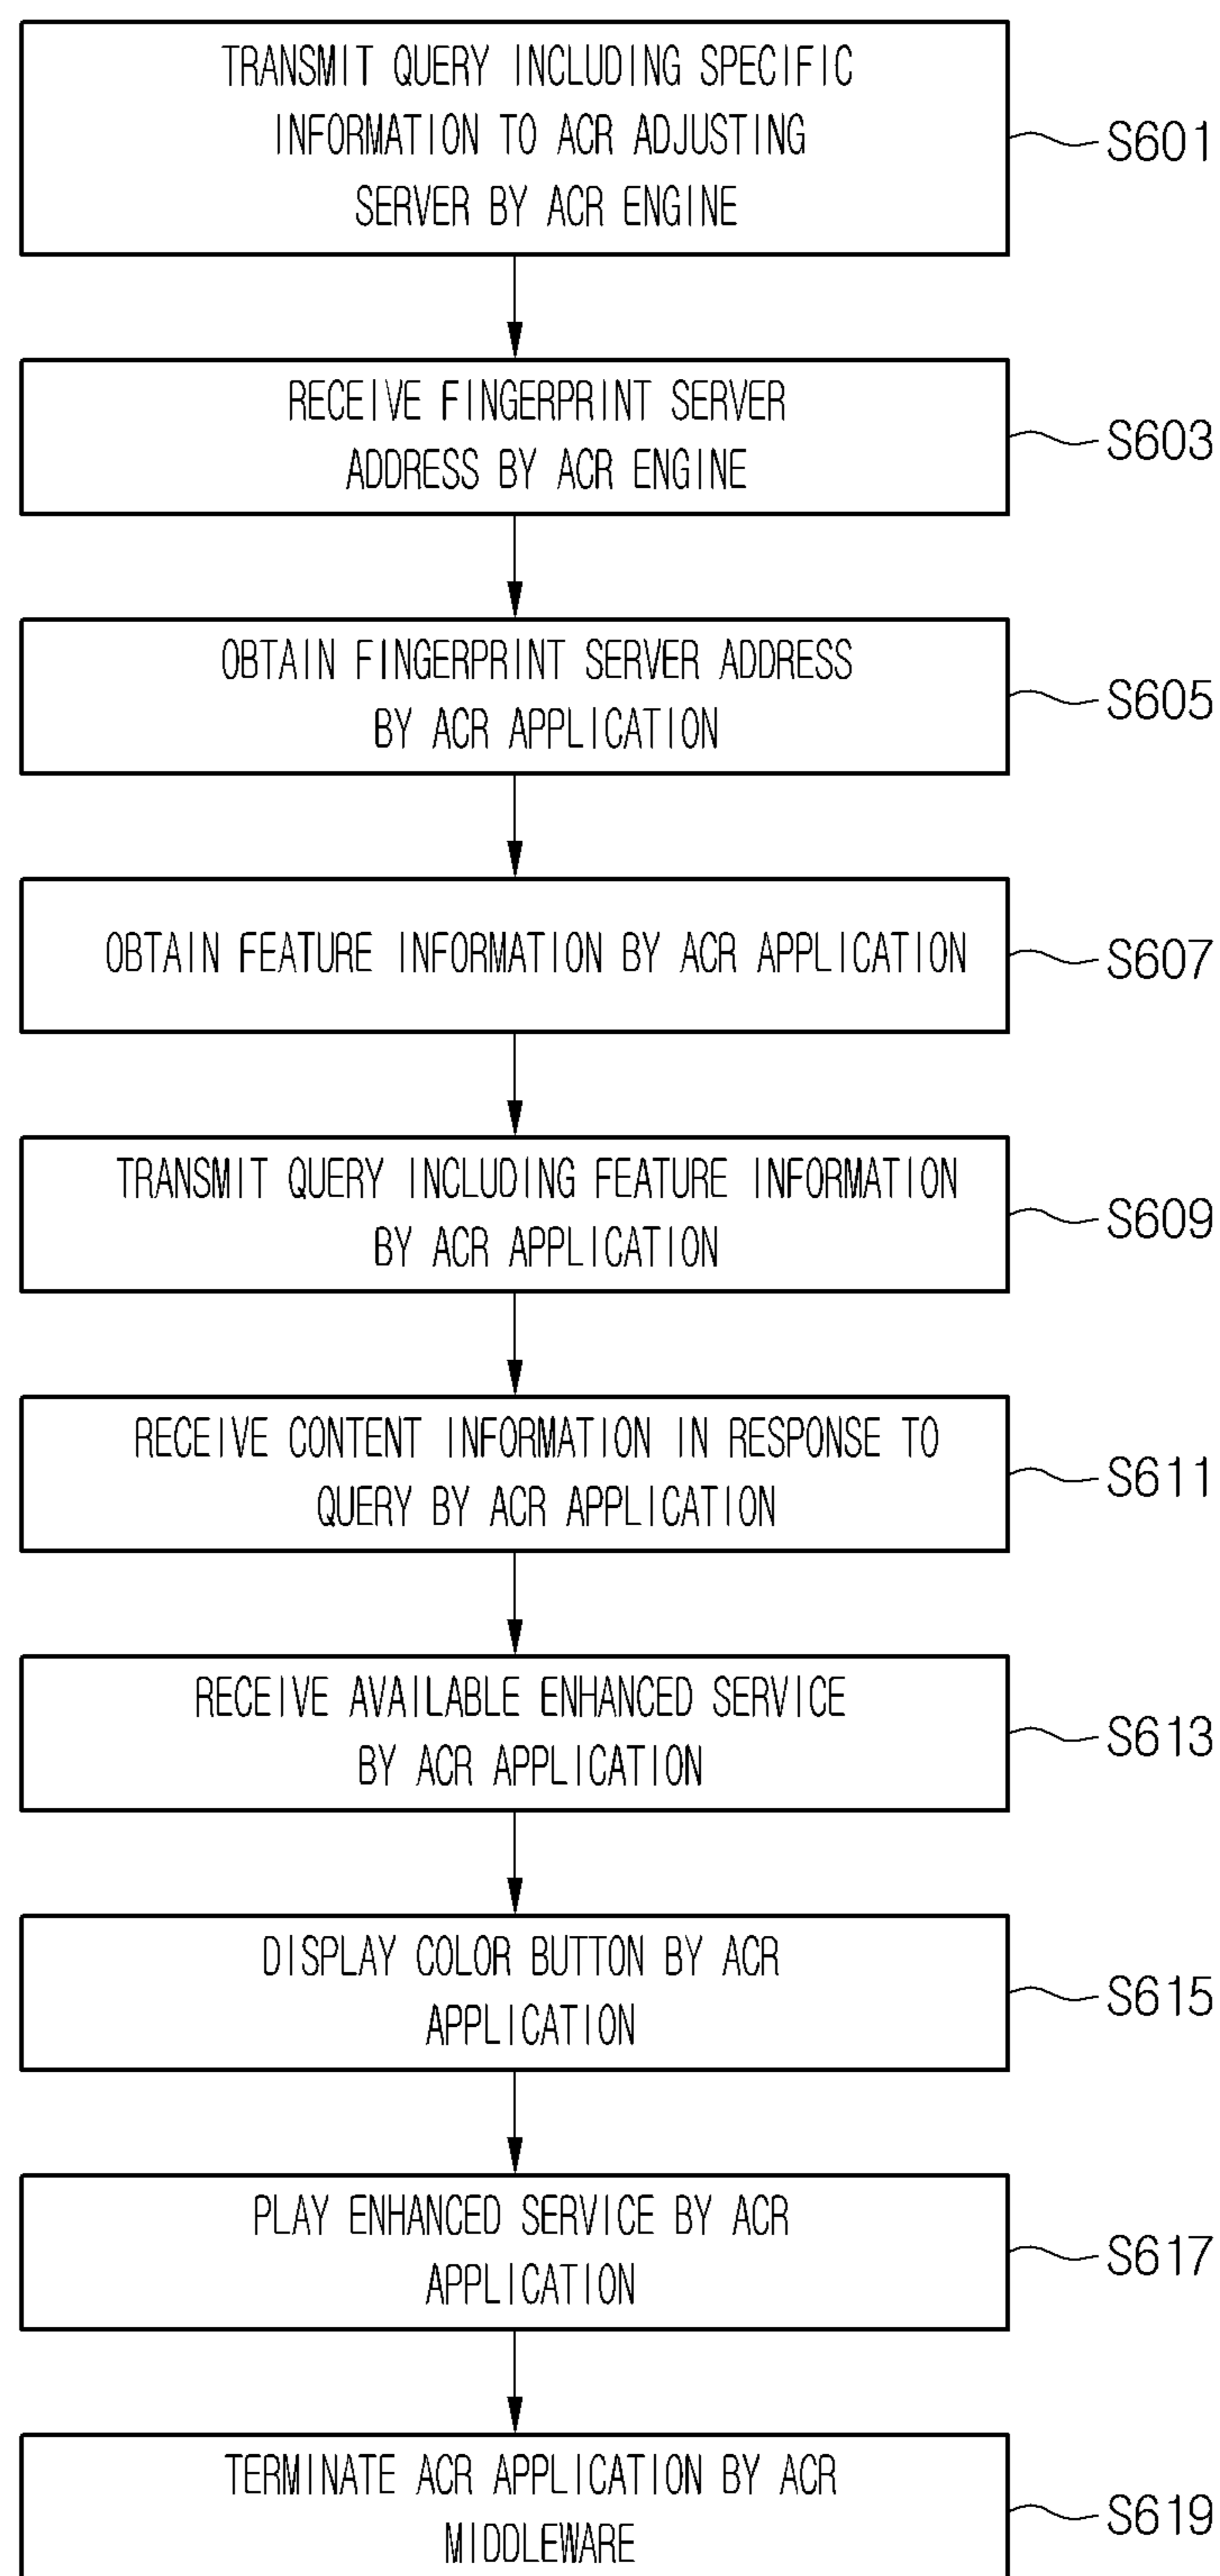 TRANSMIT QUERY INCLUDING SPECIFIC
INFORMATION TO ACR ADJUSTING
SERVER BY ACR ENGINE
S601
RECEIVE FINGERPRINT SERVER
ADDRESS BY ACR ENGINE
S603
OBTAIN FINGERPRINT SERVER ADDRESS
BY ACR APPLICATION
S605
OBTAIN FEATURE INFORMATION BY ACR APPLICATION
S607
TRANSMIT QUERY INCLUDING FEATURE INFORMATION
BY ACR APPLICATION
S609
RECEIVE CONTENT INFORMATION IN RESPONSE TO
QUERY BY ACR APPLICATION
S611
RECEIVE AVAILABLE ENHANCED SERVICE
BY ACR APPLICATION
S613
DISPLAY COLOR BUTTON BY ACR
APPLICATION
S615
PLAY ENHANCED SERVICE BY ACR
APPLICATION
S617
TERMINATE ACR APPLICATION BY ACR
MIDDLEWARE
S619